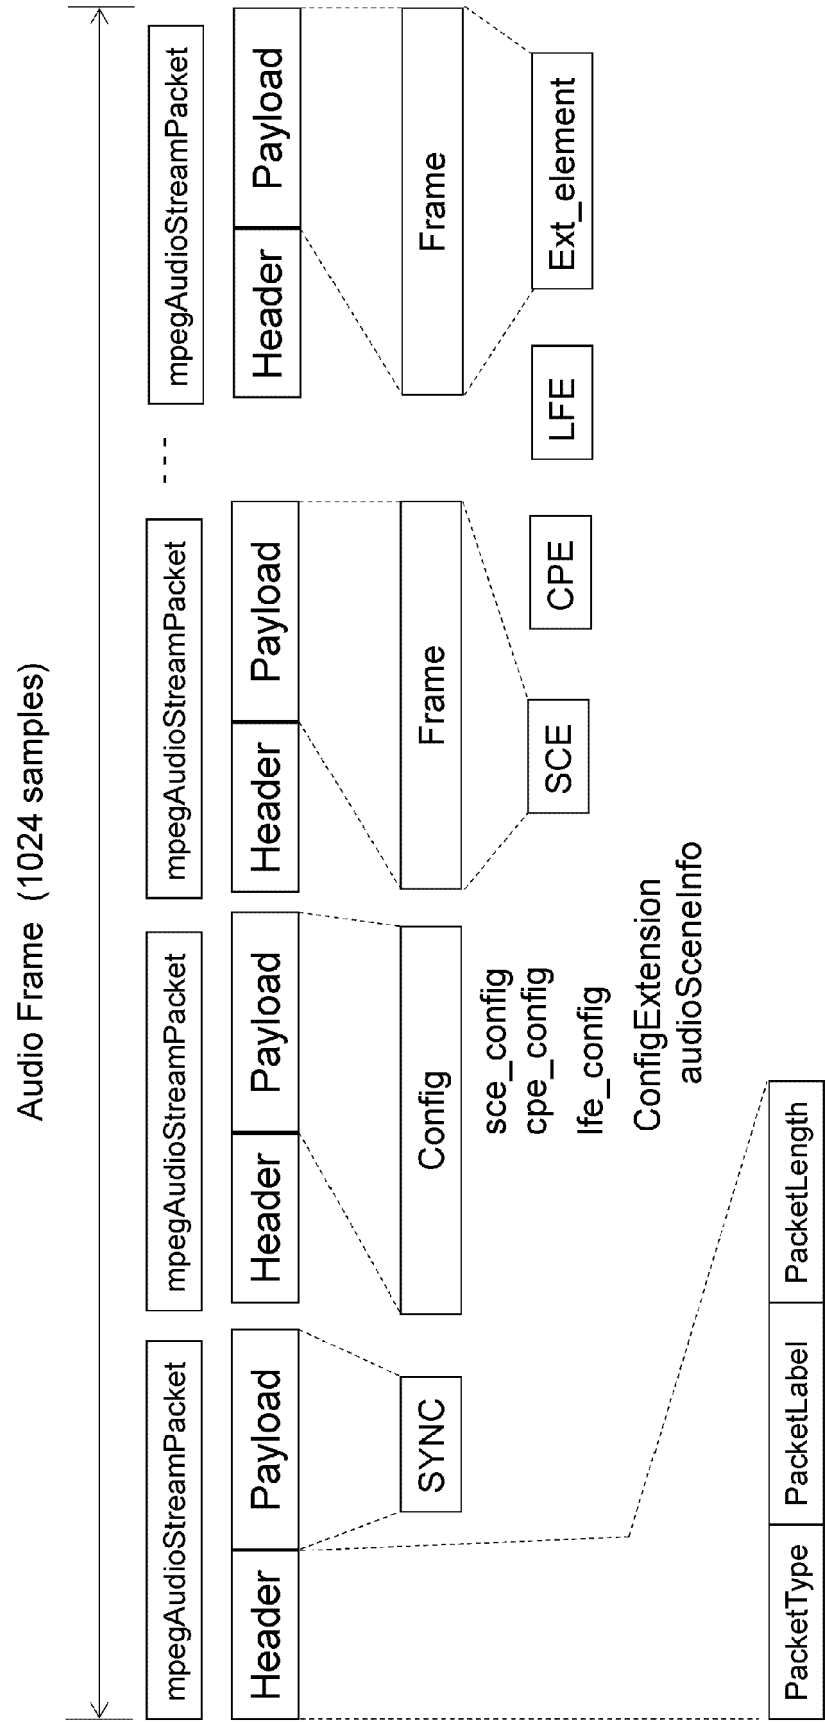 Audio Frame (1024 samples)
mpegAudioStreamPacket
mpegAudioStreamPacket
mpegAudioStreamPacket
- - -
mpegAudioStreamPacket
Header
Payload
Header
Payload
Header
Payload
Header
Payload
SYNC
Config
Frame
Frame
sce_config
cpe_config
lfe_config
ConfigExtension
audioSceneInfo
SCE
CPE
LFE
Ext_element
PacketType
PacketLabel
PacketLength